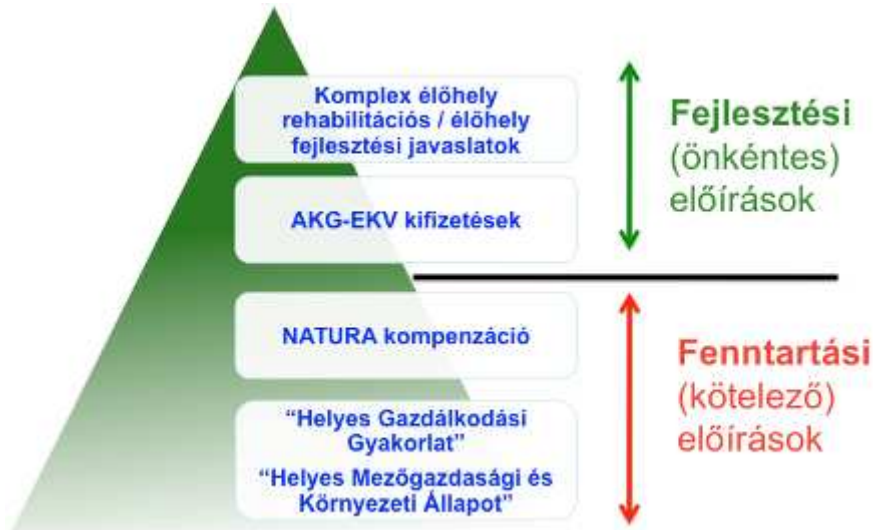 Komplex élőhely
rehabilitációs / élőhely
fejlesztési javaslatok
AKG-EKV kifizetések
Fejlesztési
(önkéntes)
előírások
NATURA kompenzáció
“Helyes Gazdálkodási
Gyakorlat”
“Helyes Mezőgazdasági és
Környezeti Állapot”
Fenntartási
(kötelező)
előírások